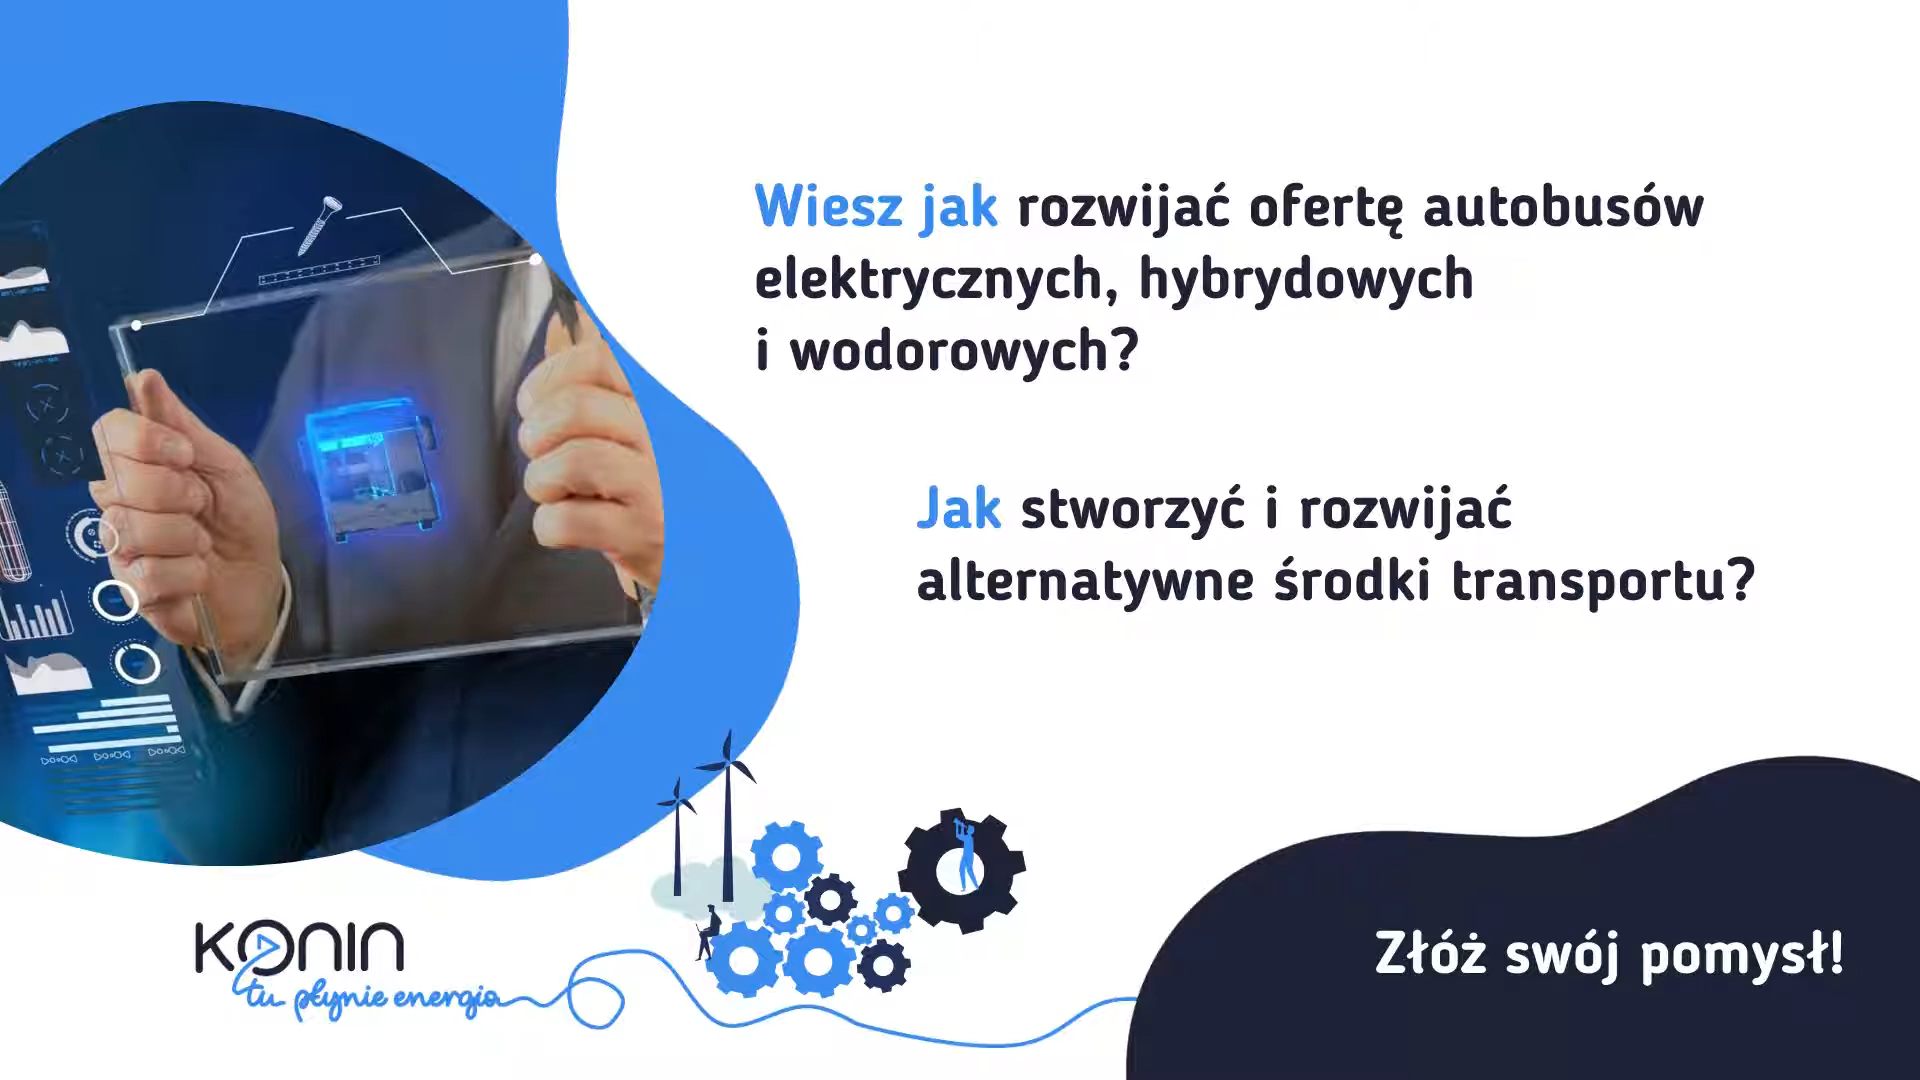 Wiesz jak rozwijać ofertę autobusów
elektrycznych, hybrydowych
i wodorowych?
Jak stworzyć i rozwijać
alternatywne środki transportu?
KONIN
tu płynie energia
Złóż swój pomysł!